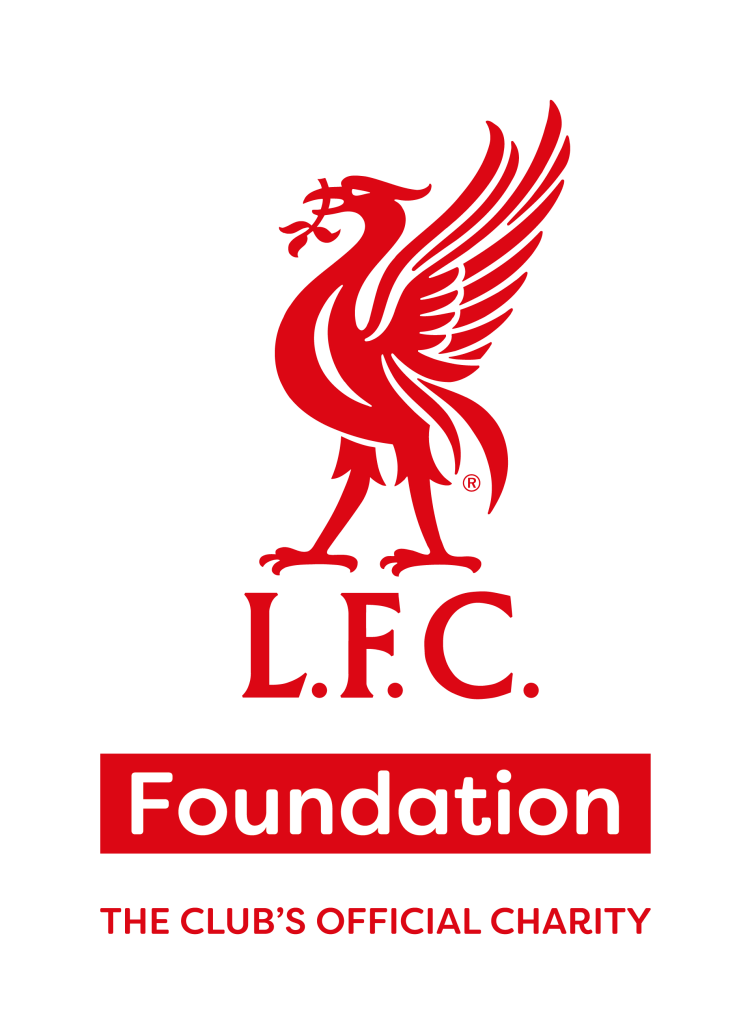 ®
L.F.C.
Foundation
THE CLUB’S OFFICIAL CHARITY